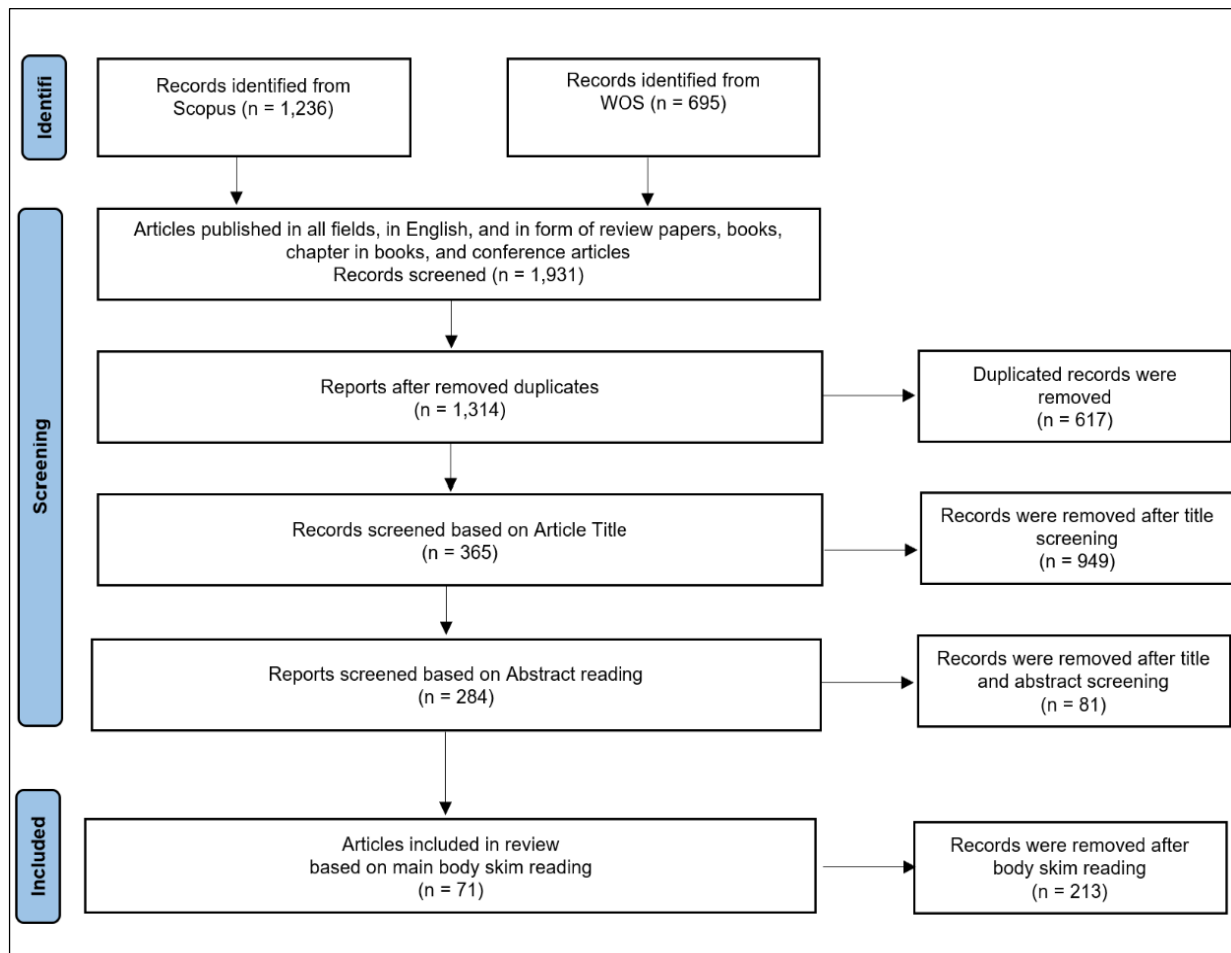 Identifi
Records identified from
Scopus (n = 1,236)
Records identified from
WOS (n = 695)
Screening
Articles published in all fields, in English, and in form of review papers, books,
chapter in books, and conference articles
Records screened (n = 1,931)
Reports after removed duplicates
(n = 1,314)
Duplicated records were
removed
(n = 617)
Records screened based on Article Title
(n = 365)
Records were removed after title
screening
(n = 949)
Reports screened based on Abstract reading
(n = 284)
Records were removed after title
and abstract screening
(n = 81)
Included
Articles included in review
based on main body skim reading
(n = 71)
Records were removed after
body skim reading
(n = 213)